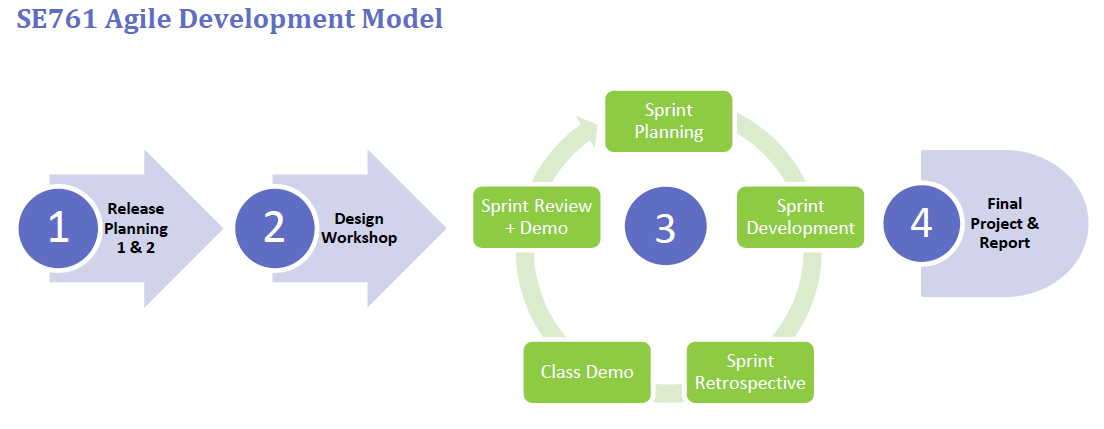 SE761 Agile Development Model
1
Release
Planning
1 & 2
2
Design
Workshop
3
Sprint
Planning
Sprint
Development
Sprint
Retrospective
Class Demo
Sprint Review
+ Demo
4
Final
Project &
Report